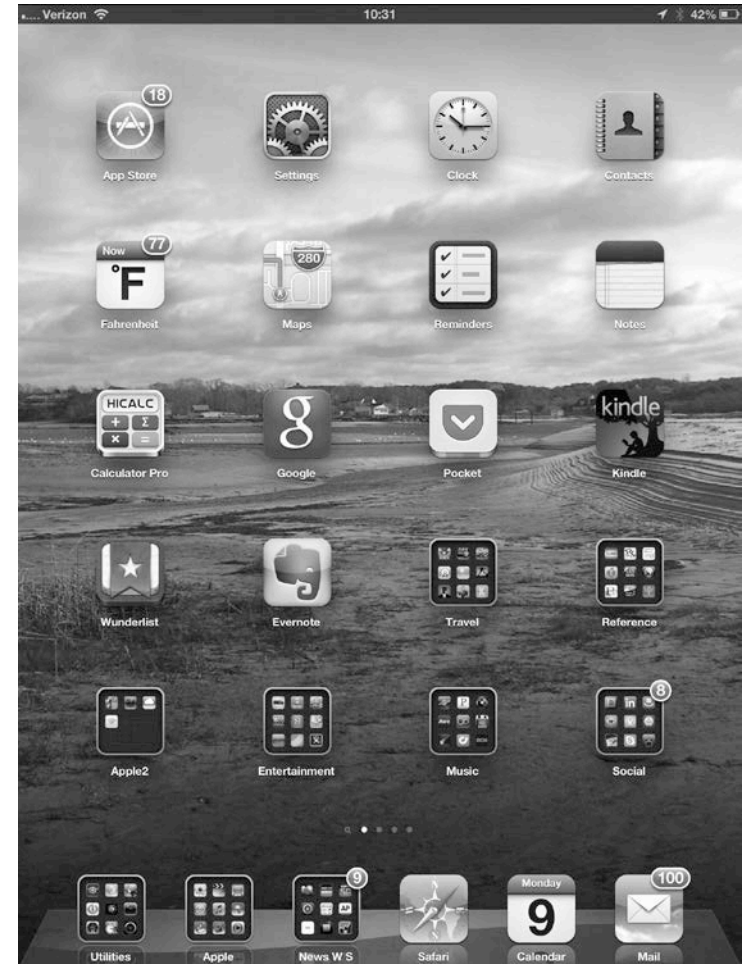 ..... Verizon 10:31 42%
18
App Store Settings Clock Contacts
Now 77
°F 280
Fahrenheit Maps Reminders Notes
HICALC
+ Σ
× = g kindle
Calculator Pro Google Pocket Kindle
Wunderlist Evernote Travel Reference
8
Apple2 Entertainment Music Social
9 Monday 100
9
Utilities Apple News W S Safari Calendar Mail